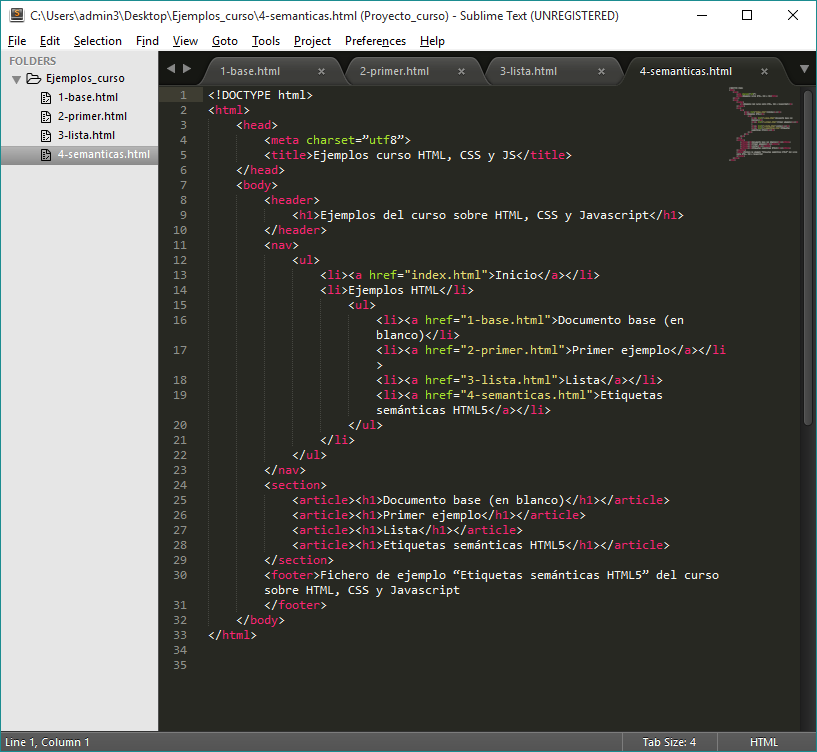 C:\Users\admin3\Desktop\Ejemplos_curso\4-semanticas.html (Proyecto_curso) - Sublime Text (UNREGISTERED)
File Edit Selection Find View Goto Tools Project Preferences Help
FOLDERS
Ejemplos_curso
1-base.html
2-primer.html
3-lista.html
4-semanticas.html
1-base.html × 2-primer.html × 3-lista.html × 4-semanticas.html ×
1 <!DOCTYPE html>
2 <html>
3 <head>
4 <meta charset=”utf8”>
5 <title>Ejemplos curso HTML, CSS y JS</title>
6 </head>
7 <body>
8 <header>
9 <h1>Ejemplos del curso sobre HTML, CSS y Javascript</h1>
10 </header>
11 <nav>
12 <ul>
13 <li><a href="index.html">Inicio</a></li>
14 <li>Ejemplos HTML</li>
15 <ul>
16 <li><a href="1-base.html">Documento base (en
blanco)</li>
17 <li><a href="2-primer.html">Primer ejemplo</a></li
>
18 <li><a href="3-lista.html">Lista</a></li>
19 <li><a href="4-semanticas.html">Etiquetas
semánticas HTML5</a></li>
20 </ul>
21 </li>
22 </ul>
23 </nav>
24 <section>
25 <article><h1>Documento base (en blanco)</h1></article>
26 <article><h1>Primer ejemplo</h1></article>
27 <article><h1>Lista</h1></article>
28 <article><h1>Etiquetas semánticas HTML5</h1></article>
29 </section>
30 <footer>Fichero de ejemplo “Etiquetas semánticas HTML5” del curso
sobre HTML, CSS y Javascript
31 </footer>
32 </body>
33 </html>
34
35
Line 1, Column 1 Tab Size: 4 HTML